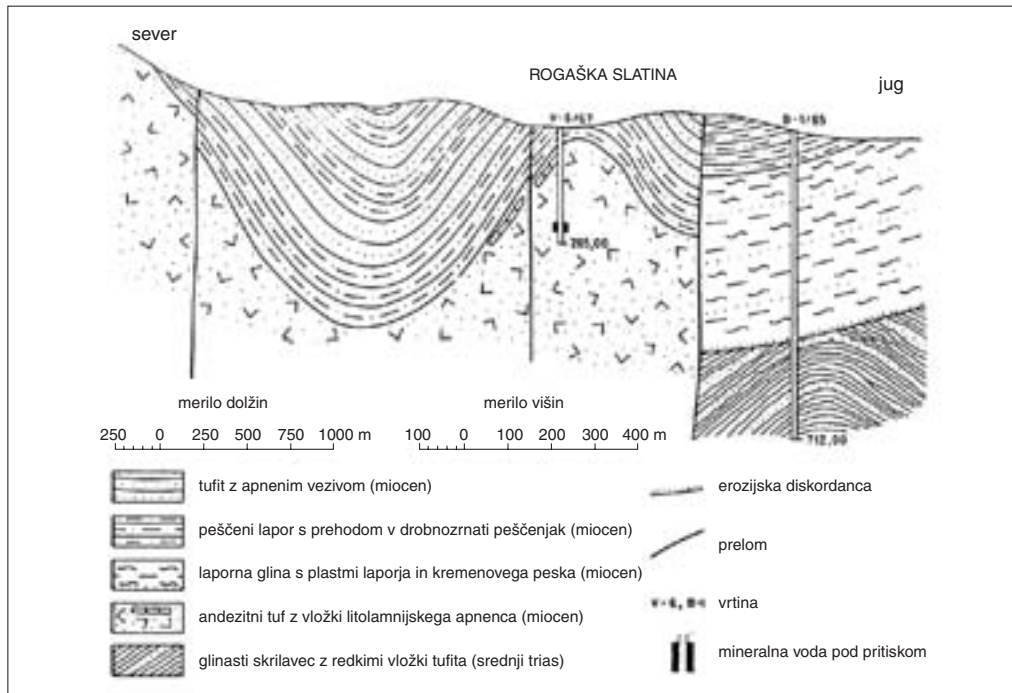 sever
ROGAŠKA SLATINA
jug
B-1/65
712,00
merilo dolžin
merilo višin
250 0 250 500 750 1000 m
100 0 100 200 300 400 m
tufit z apnenim vezivom (miocen)
peščeni lapor s prehodom v drobnozrnati peščenjak (miocen)
laporna glina s plastmi laporja in kremenovega peska (miocen)
andezitni tuf z vložki litolamnijskega apnenca (miocen)
glinasti skrilavec z redkimi vložki tufita (srednji trias)
erozijska diskordanca
prelom
vrtina
mineralna voda pod pritiskom